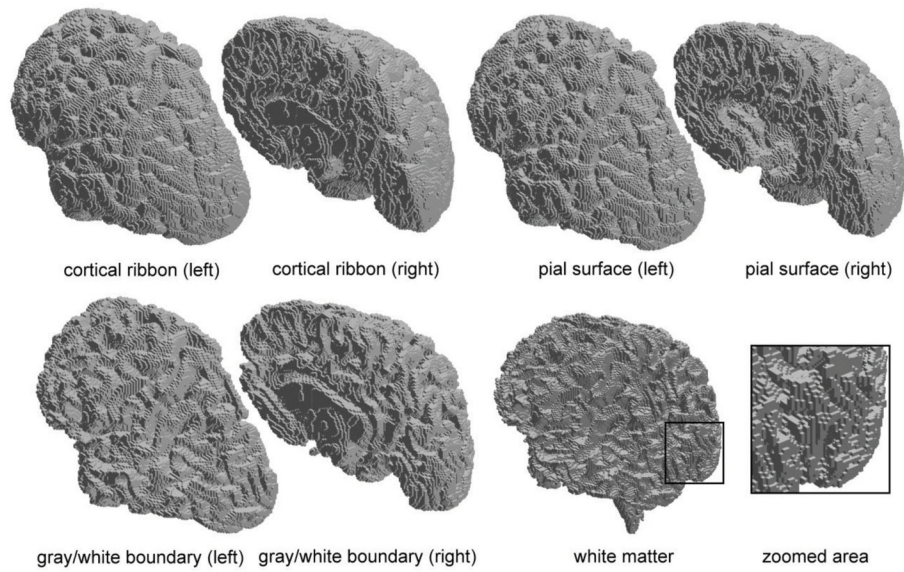 cortical ribbon (left)
cortical ribbon (right)
pial surface (left)
pial surface (right)
gray/white boundary (left)
gray/white boundary (right)
white matter
zoomed area